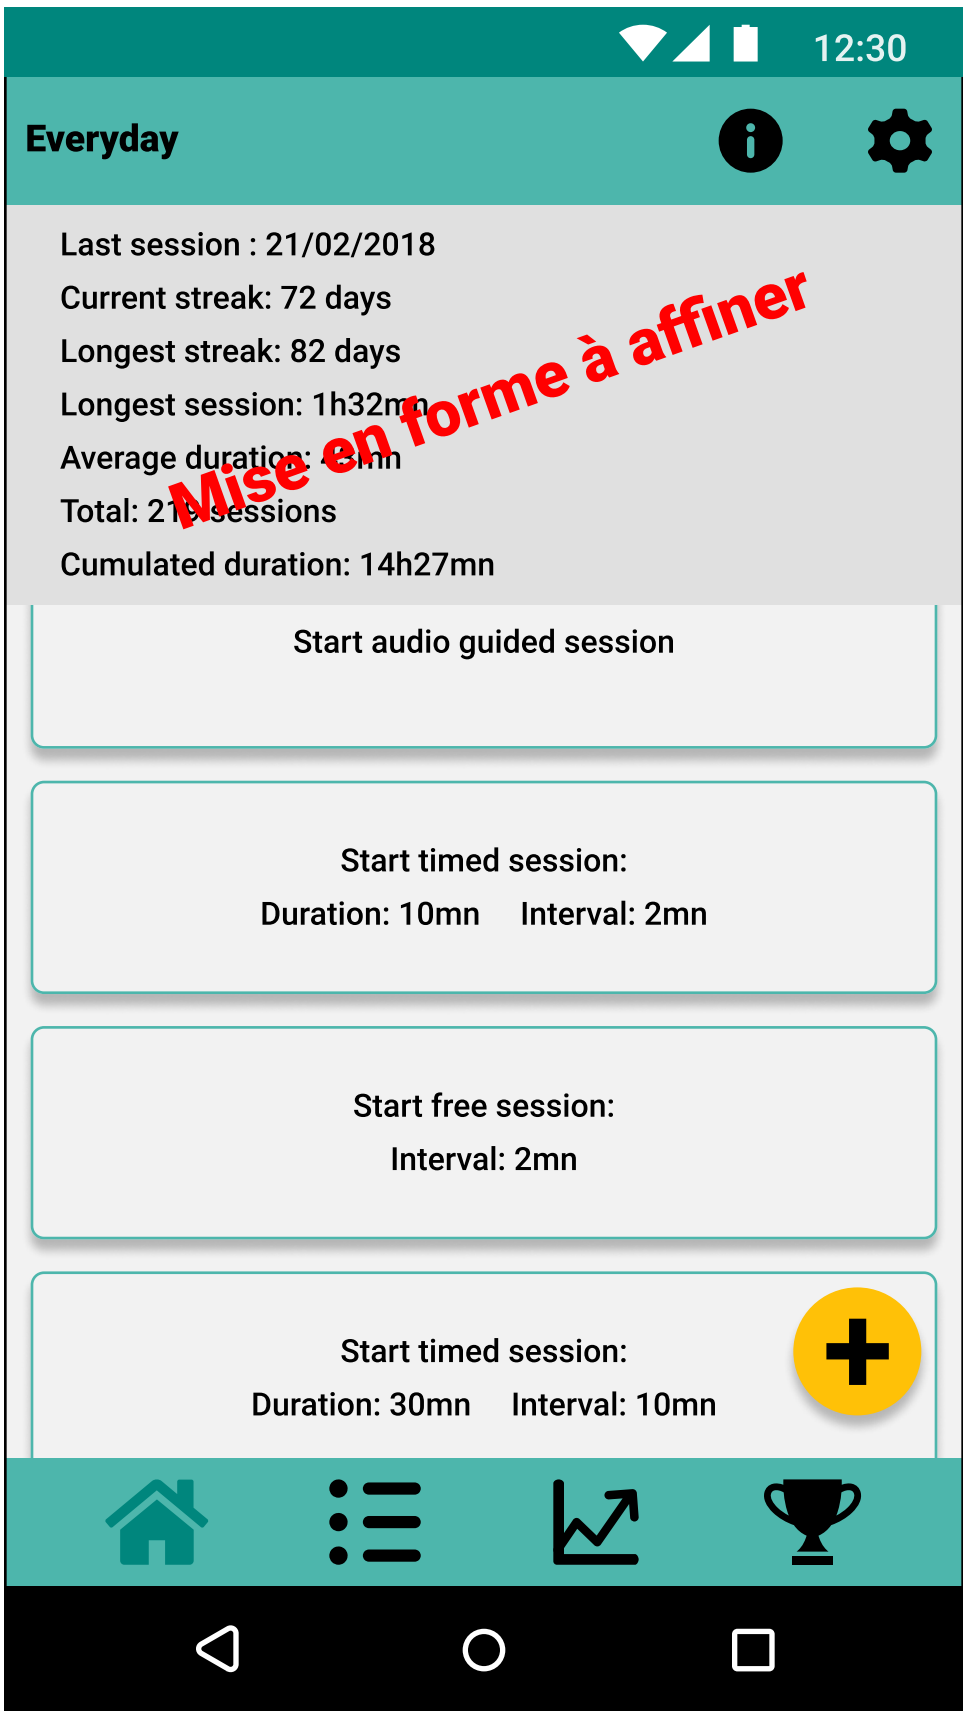 12:30
Everyday
Last session : 21/02/2018
Current streak: 72 days
Longest streak: 82 days
Longest session: 1h32mn
Average duration: 43mn
Total: 219 sessions
Cumulated duration: 14h27mn
Mise en forme à affiner
Start audio guided session
Start timed session:
Duration: 10mn Interval: 2mn
Start free session:
Interval: 2mn
Start timed session:
Duration: 30mn Interval: 10mn